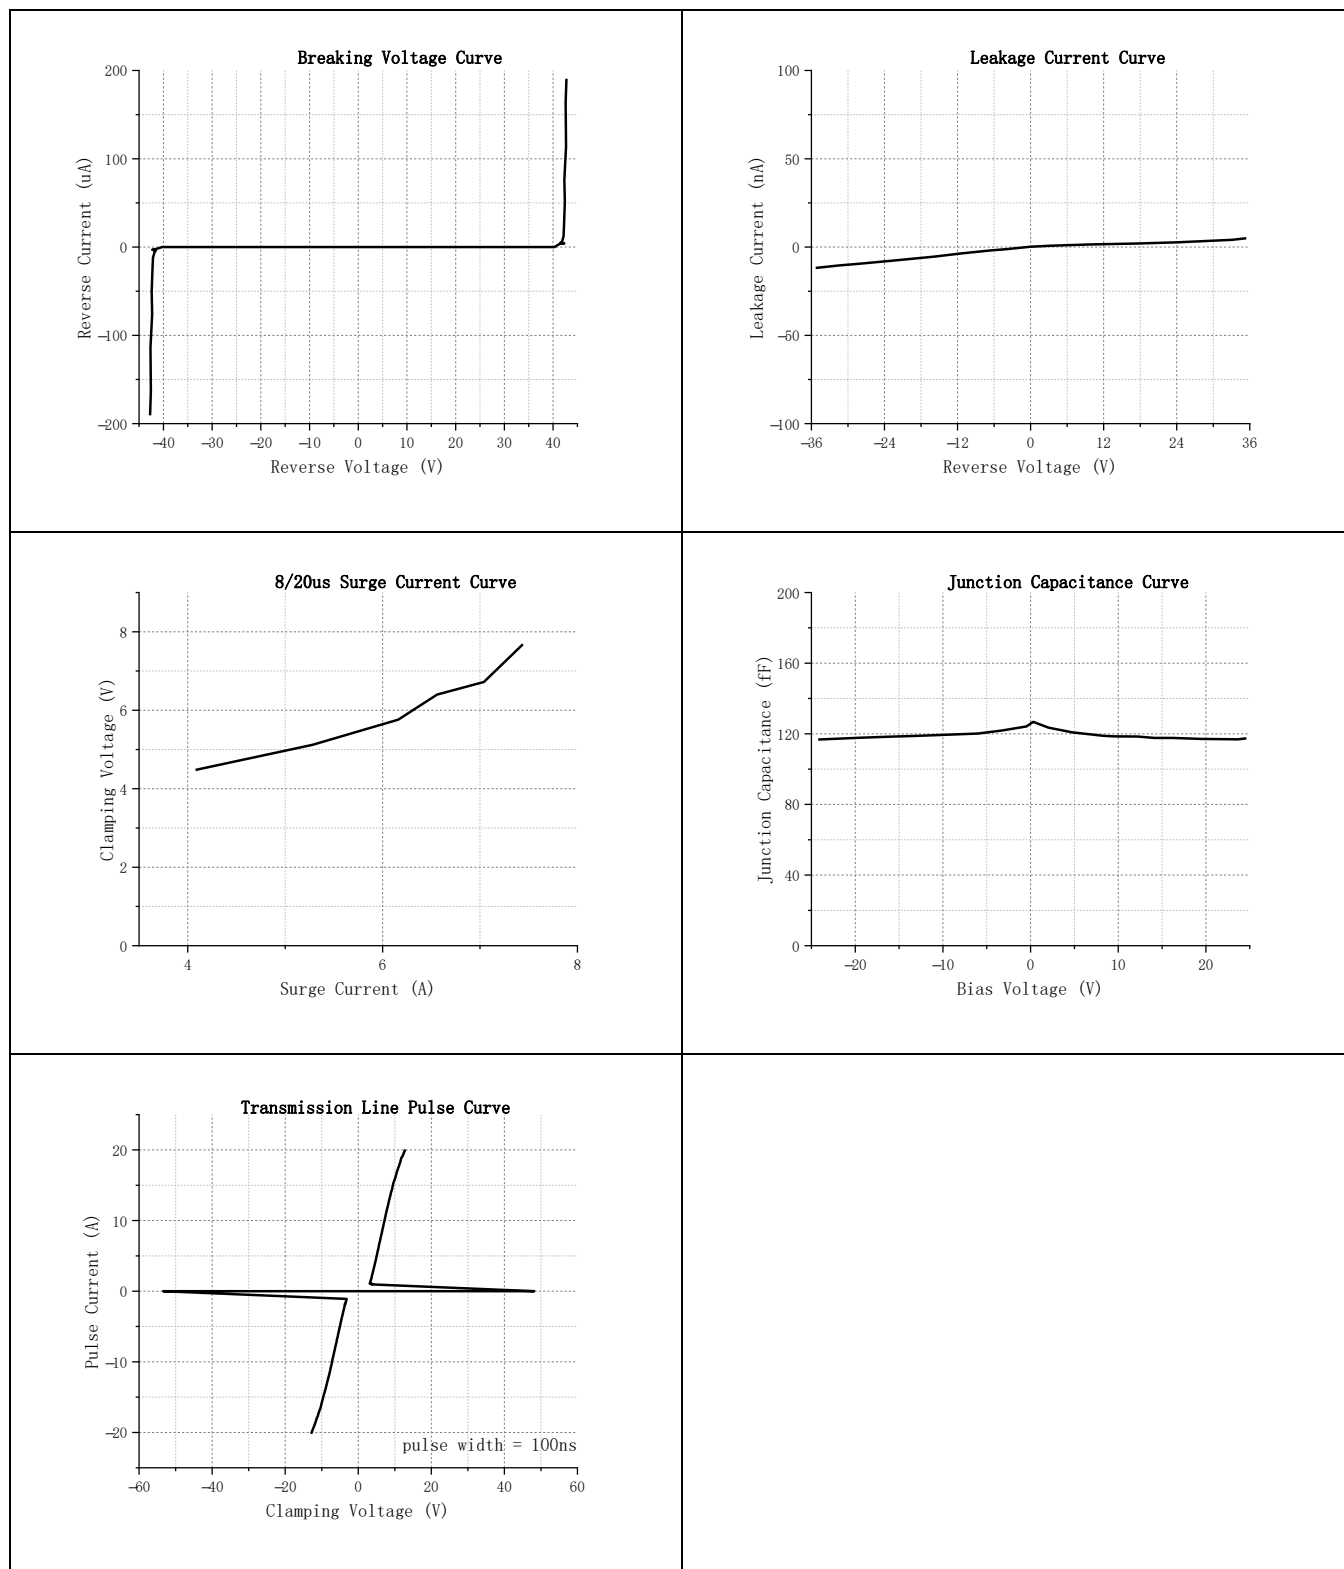 Breaking Voltage Curve
Reverse Current (uA)
200
100
0
−100
−200
−40 −30 −20 −10 0 10 20 30 40
Reverse Voltage (V)
Leakage Current Curve
Leakage Current (nA)
100
50
0
−50
−100
−36 −24 −12 0 12 24 36
Reverse Voltage (V)
8/20us Surge Current Curve
Clamping Voltage (V)
8
6
4
2
0
4 6 8
Surge Current (A)
Junction Capacitance Curve
Junction Capacitance (fF)
200
160
120
80
40
0
−20 −10 0 10 20
Bias Voltage (V)
Transmission Line Pulse Curve
Pulse Current (A)
20
10
0
−10
−20
pulse width = 100ns
−60 −40 −20 0 20 40 60
Clamping Voltage (V)